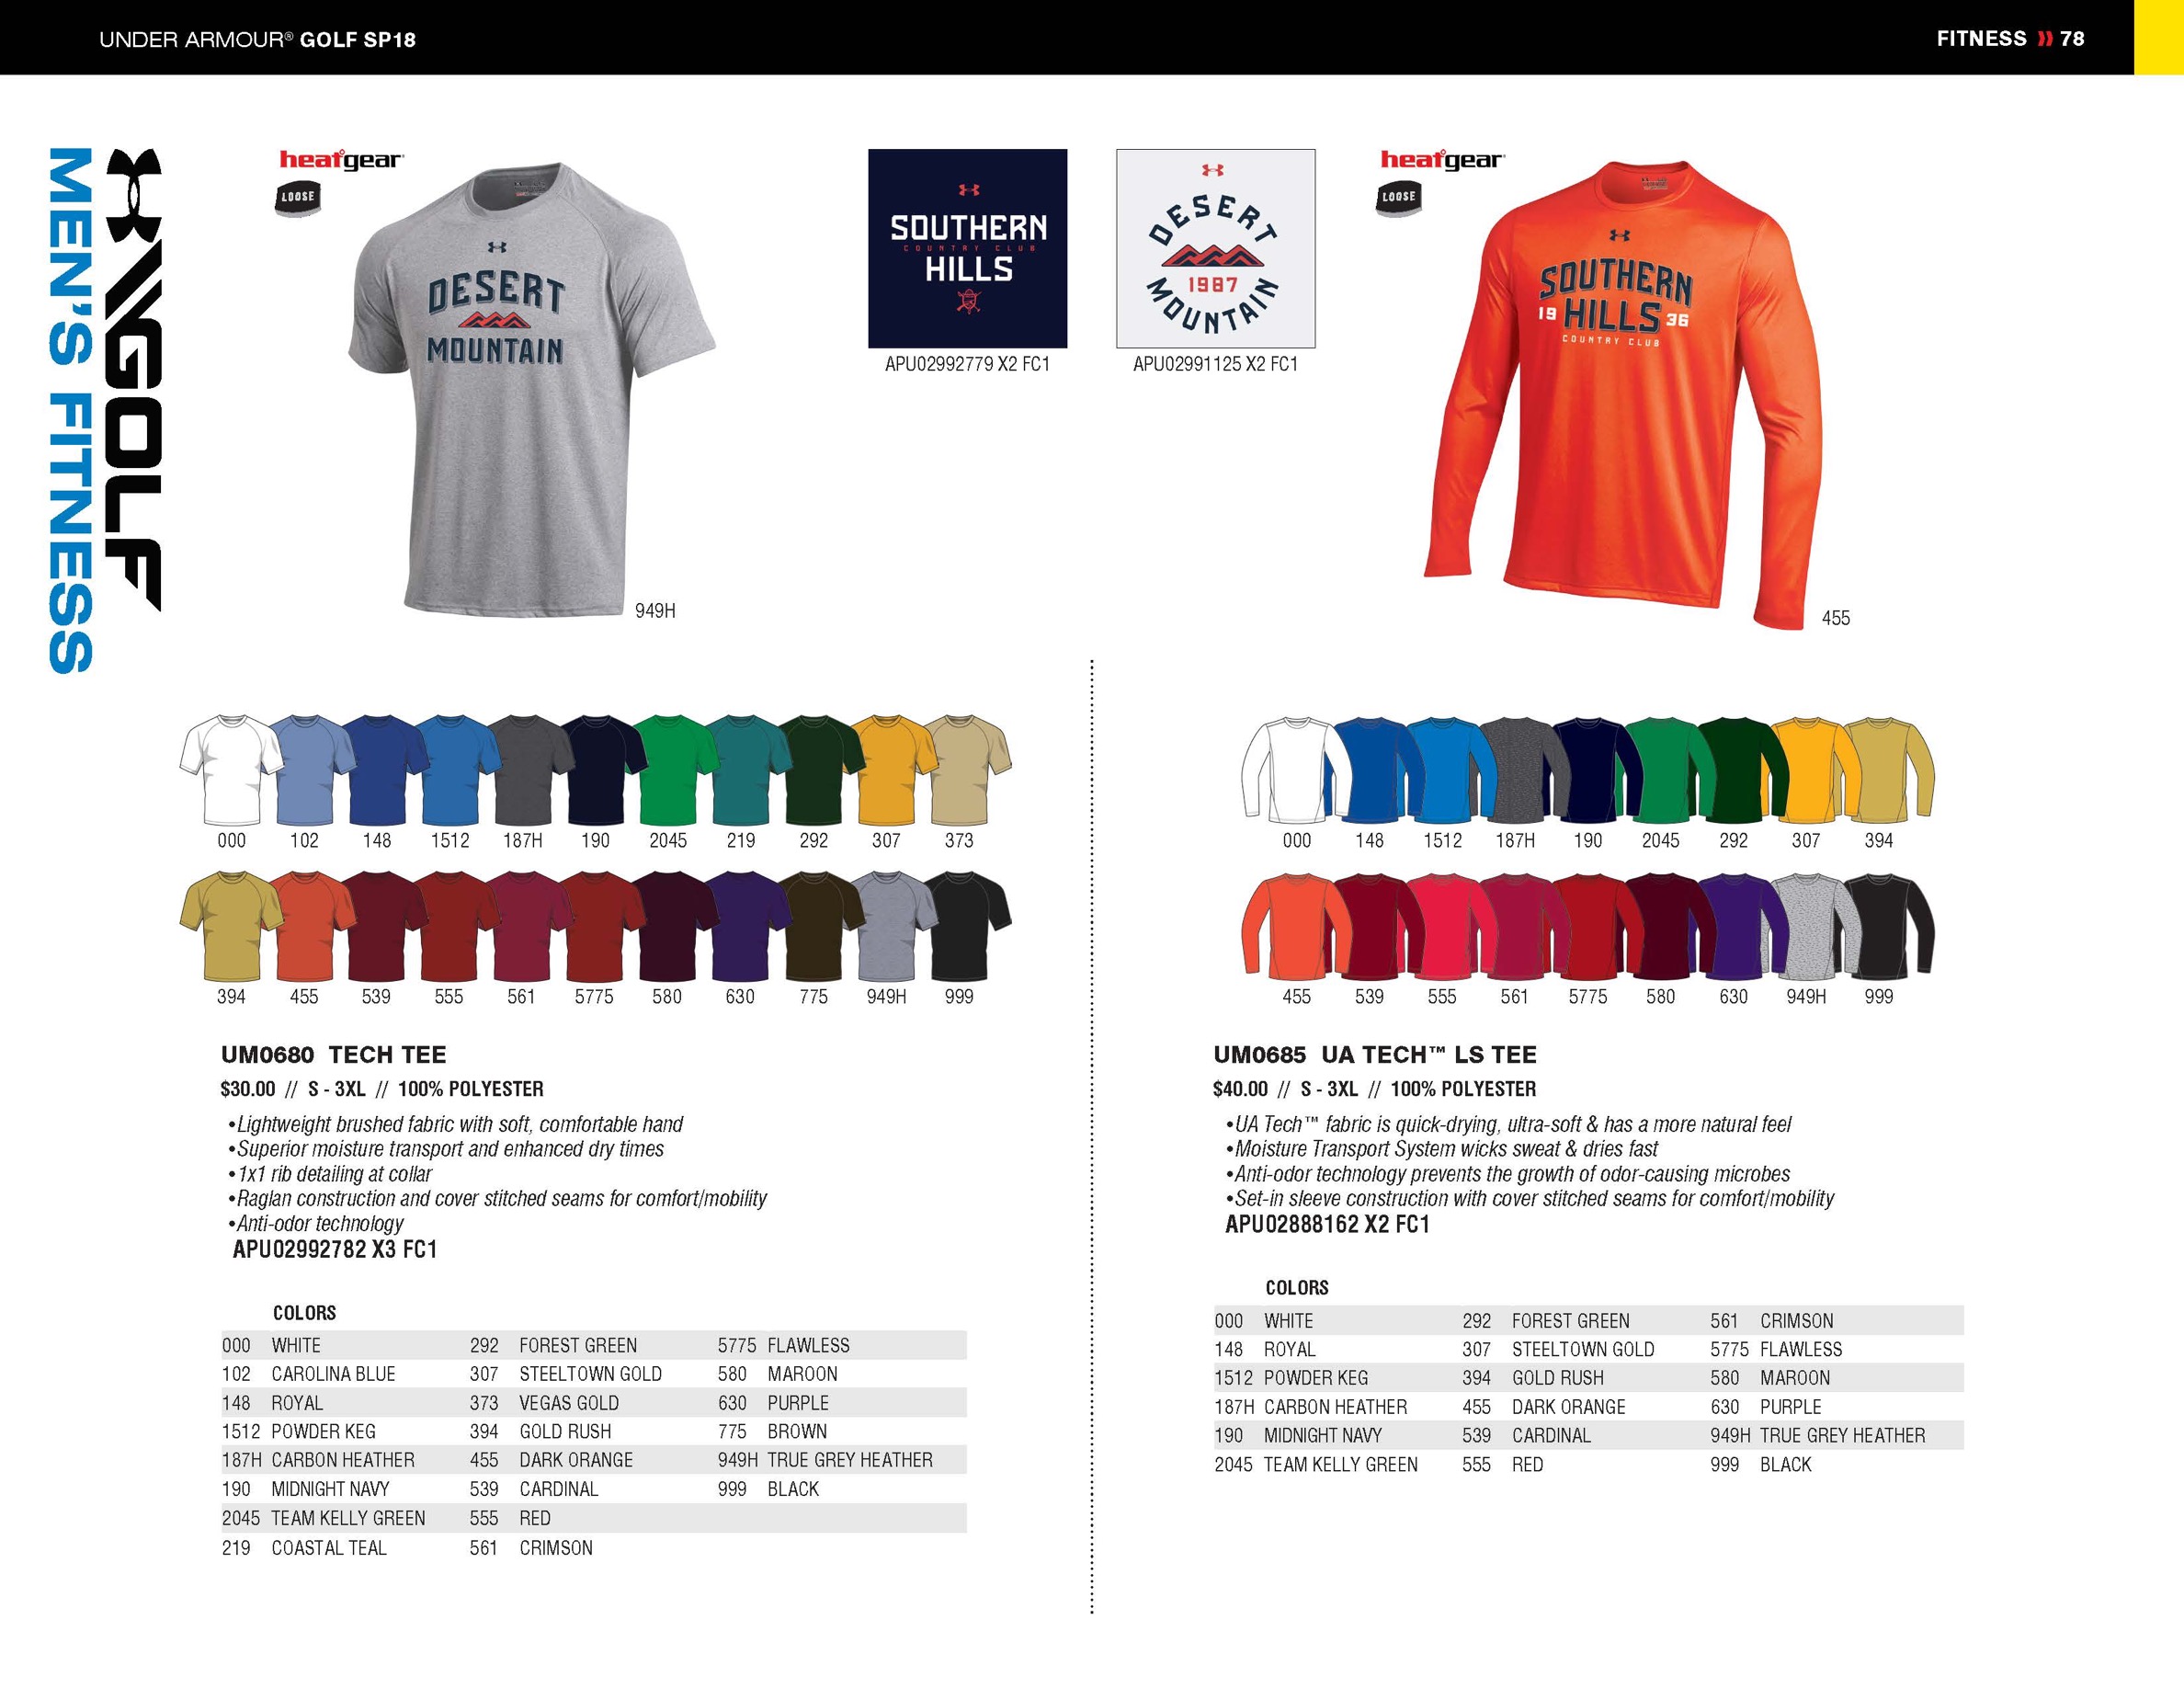 UNDER ARMOUR® GOLF SP18
FITNESS 78
GOLF
MEN'S FITNESS
heatgear
LOOSE
DESERT
MOUNTAIN
949H
SOUTHERN
COUNTRY CLUB
HILLS
APU02992779 X2 FC1
DESERT
1987
MOUNTAIN
APU02991125 X2 FC1
heatgear
LOOSE
SOUTHERN
19 HILLS 36
COUNTRY CLUB
455
000 102 148 1512 187H 190 2045 219 292 307 373
394 455 539 555 561 5775 580 630 775 949H 999
UM0680 TECH TEE
$30.00 // S - 3XL // 100% POLYESTER
•Lightweight brushed fabric with soft, comfortable hand
•Superior moisture transport and enhanced dry times
•1x1 rib detailing at collar
•Raglan construction and cover stitched seams for comfort/mobility
•Anti-odor technology
APU02992782 X3 FC1
COLORS
000 WHITE 292 FOREST GREEN 5775 FLAWLESS
102 CAROLINA BLUE 307 STEELTOWN GOLD 580 MAROON
148 ROYAL 373 VEGAS GOLD 630 PURPLE
1512 POWDER KEG 394 GOLD RUSH 775 BROWN
187H CARBON HEATHER 455 DARK ORANGE 949H TRUE GREY HEATHER
190 MIDNIGHT NAVY 539 CARDINAL 999 BLACK
2045 TEAM KELLY GREEN 555 RED
219 COASTAL TEAL 561 CRIMSON
000 148 1512 187H 190 2045 292 307 394
455 539 555 561 5775 580 630 949H 999
UM0685 UA TECH™ LS TEE
$40.00 // S - 3XL // 100% POLYESTER
•UA Tech™ fabric is quick-drying, ultra-soft & has a more natural feel
•Moisture Transport System wicks sweat & dries fast
•Anti-odor technology prevents the growth of odor-causing microbes
•Set-in sleeve construction with cover stitched seams for comfort/mobility
APU02888162 X2 FC1
COLORS
000 WHITE 292 FOREST GREEN 561 CRIMSON
148 ROYAL 307 STEELTOWN GOLD 5775 FLAWLESS
1512 POWDER KEG 394 GOLD RUSH 580 MAROON
187H CARBON HEATHER 455 DARK ORANGE 630 PURPLE
190 MIDNIGHT NAVY 539 CARDINAL 949H TRUE GREY HEATHER
2045 TEAM KELLY GREEN 555 RED 999 BLACK